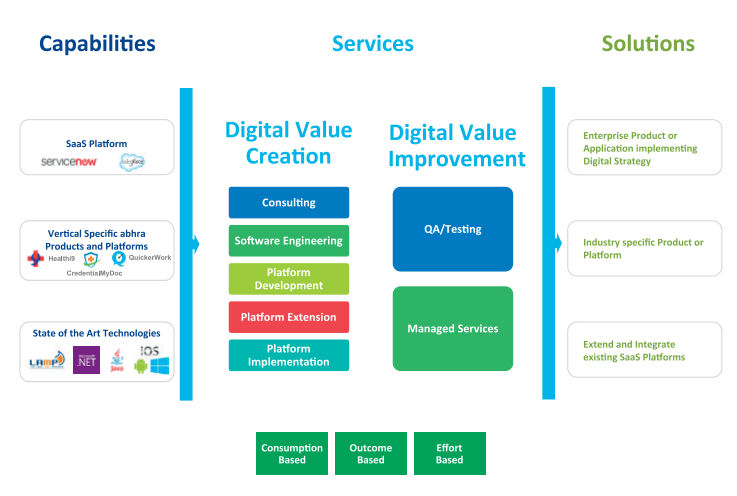 Capabilities
Services
Solutions
SaaS Platform
servicenow
salesforce
Vertical Specific abhra
Products and Platforms
Healthi9
QuickerWork
CredentialMyDoc
State of the Art Technologies
LAMP
Microsoft
.NET
Java
iOS
Digital Value
Creation
Consulting
Software Engineering
Platform
Development
Platform Extension
Platform
Implementation
Digital Value
Improvement
QA/Testing
Managed Services
Enterprise Product or
Application implementing
Digital Strategy
Industry specific Product or
Platform
Extend and Integrate
existing SaaS Platforms
Consumption
Based
Outcome
Based
Effort
Based